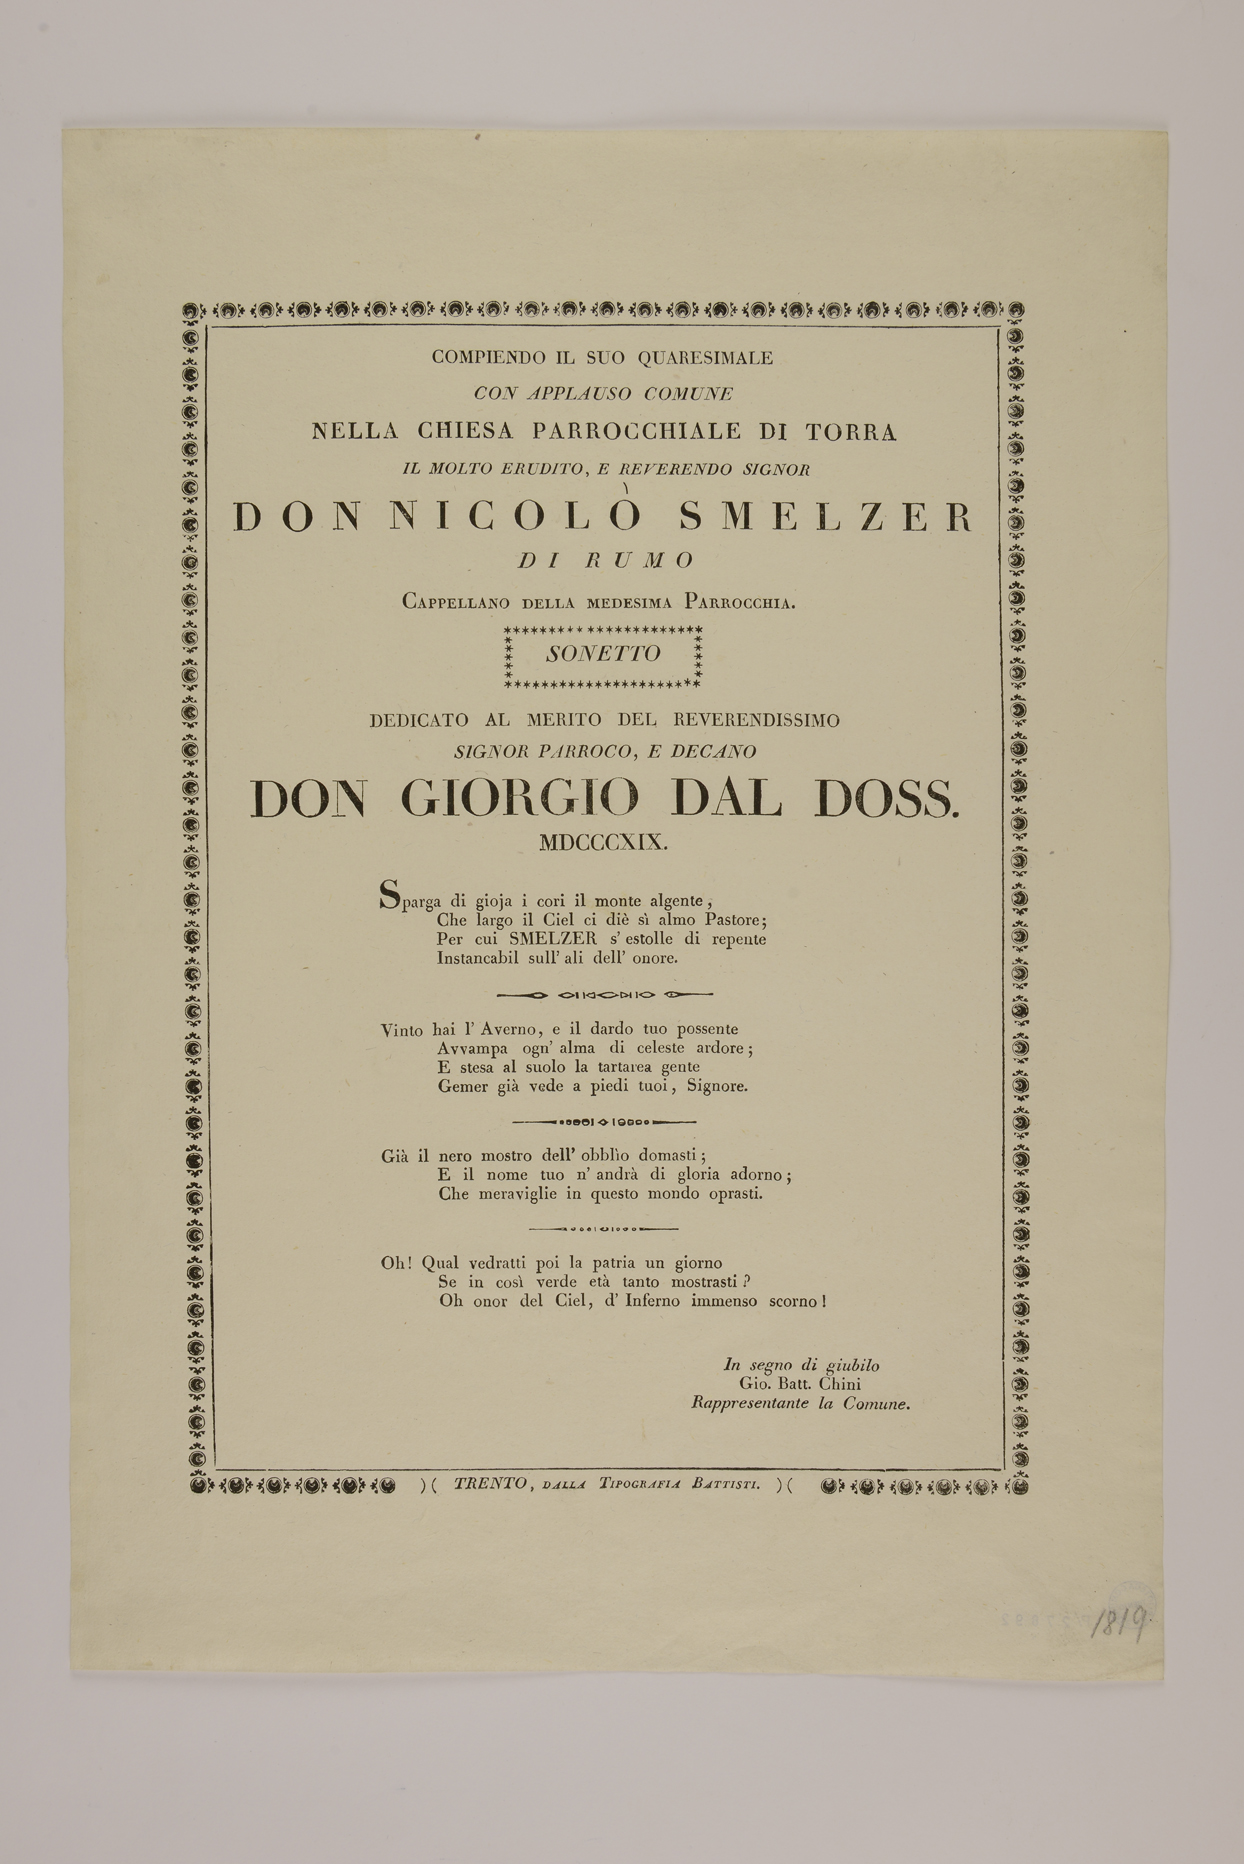 COMPIENDO IL SUO QUARESIMALE
CON APPLAUSO COMUNE
NELLA CHIESA PARROCCHIALE DI TORRA
IL MOLTO ERUDITO, E REVERENDO SIGNOR
DON NICOLÒ SMELZER
DI RUMO
CAPPELLANO DELLA MEDESIMA PARROCCHIA.
SONETTO
DEDICATO AL MERITO DEL REVERENDISSIMO
SIGNOR PARROCO, E DECANO
DON GIORGIO DAL DOSS.
MDCCCXIX.
Sparga di gioja i cori il monte algente,
Che largo il Ciel ci diè sì almo Pastore;
Per cui SMELZER s' estolle di repente
Instancabil sull' ali dell' onore.
Vinto hai l' Averno, e il dardo tuo possente
Avvampa ogn' alma di celeste ardore;
E stesa al suolo la tartarea gente
Gemer già vede a piedi tuoi, Signore.
Già il nero mostro dell' obblìo domasti;
E il nome tuo n' andrà di gloria adorno;
Che meraviglie in questo mondo oprasti.
Oh! Qual vedratti poi la patria un giorno
Se in così verde età tanto mostrasti?
Oh onor del Ciel, d' Inferno immenso scorno!
In segno di giubilo
Gio. Batt. Chini
Rappresentante la Comune.
)( TRENTO, DALLA TIPOGRAFIA BATTISTI. )(
1819